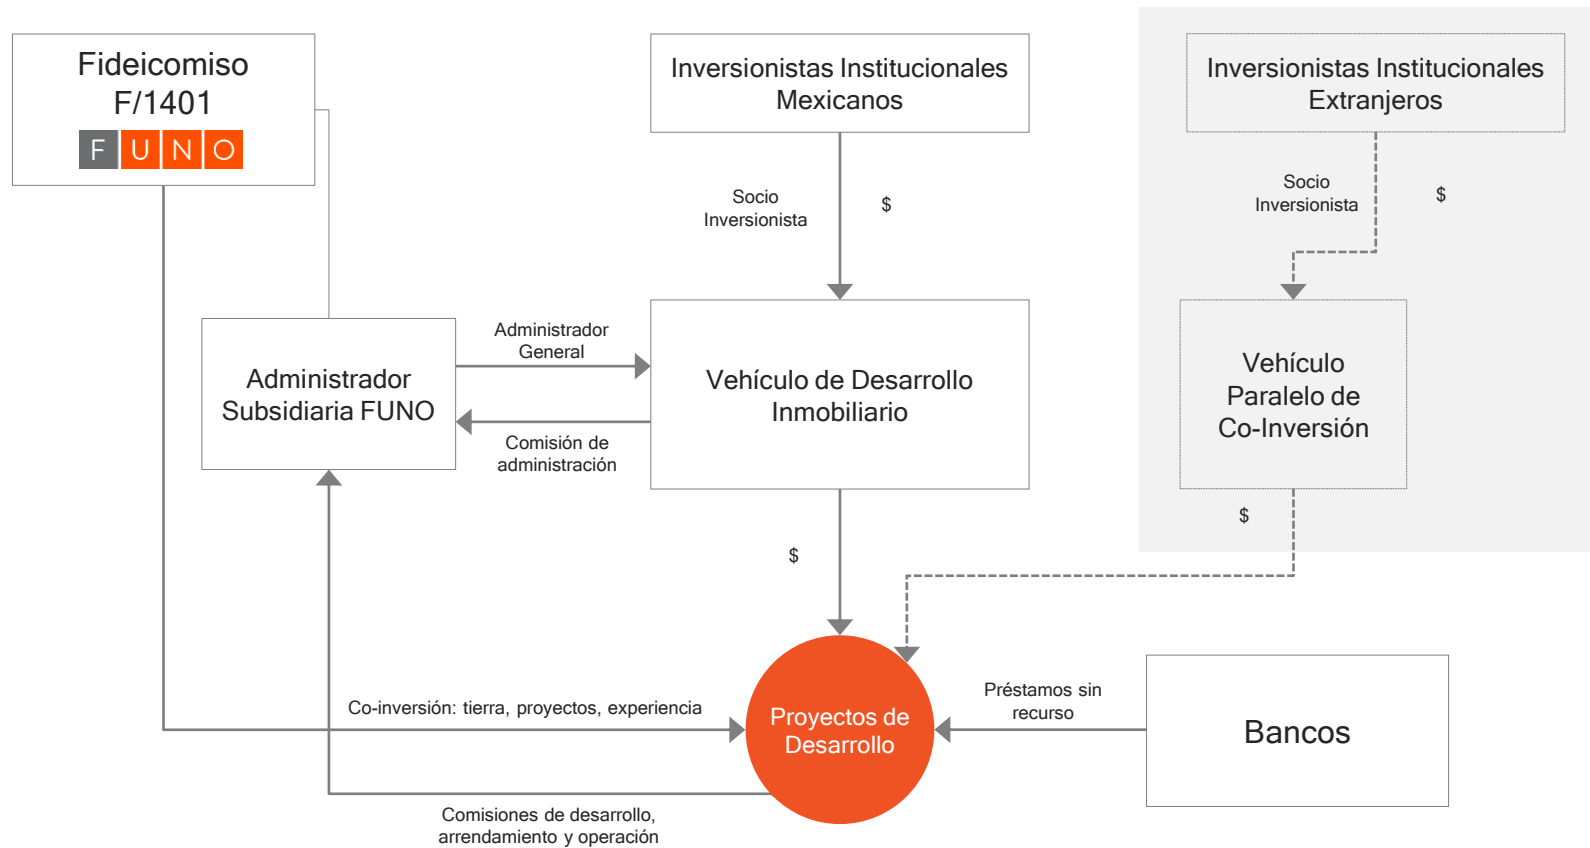 Fideicomiso
F/1401
FUNO
Inversionistas Institucionales
Mexicanos
Inversionistas Institucionales
Extranjeros
Socio
Inversionista
$
Socio
Inversionista
$
Administrador
Subsidiaria FUNO
Administrador
General
Comisión de
administración
Vehículo de Desarrollo
Inmobiliario
Vehículo
Paralelo de
Co-Inversión
$
$
Co-inversión: tierra, proyectos, experiencia
Proyectos de
Desarrollo
Préstamos sin
recurso
Bancos
Comisiones de desarrollo,
arrendamiento y operación